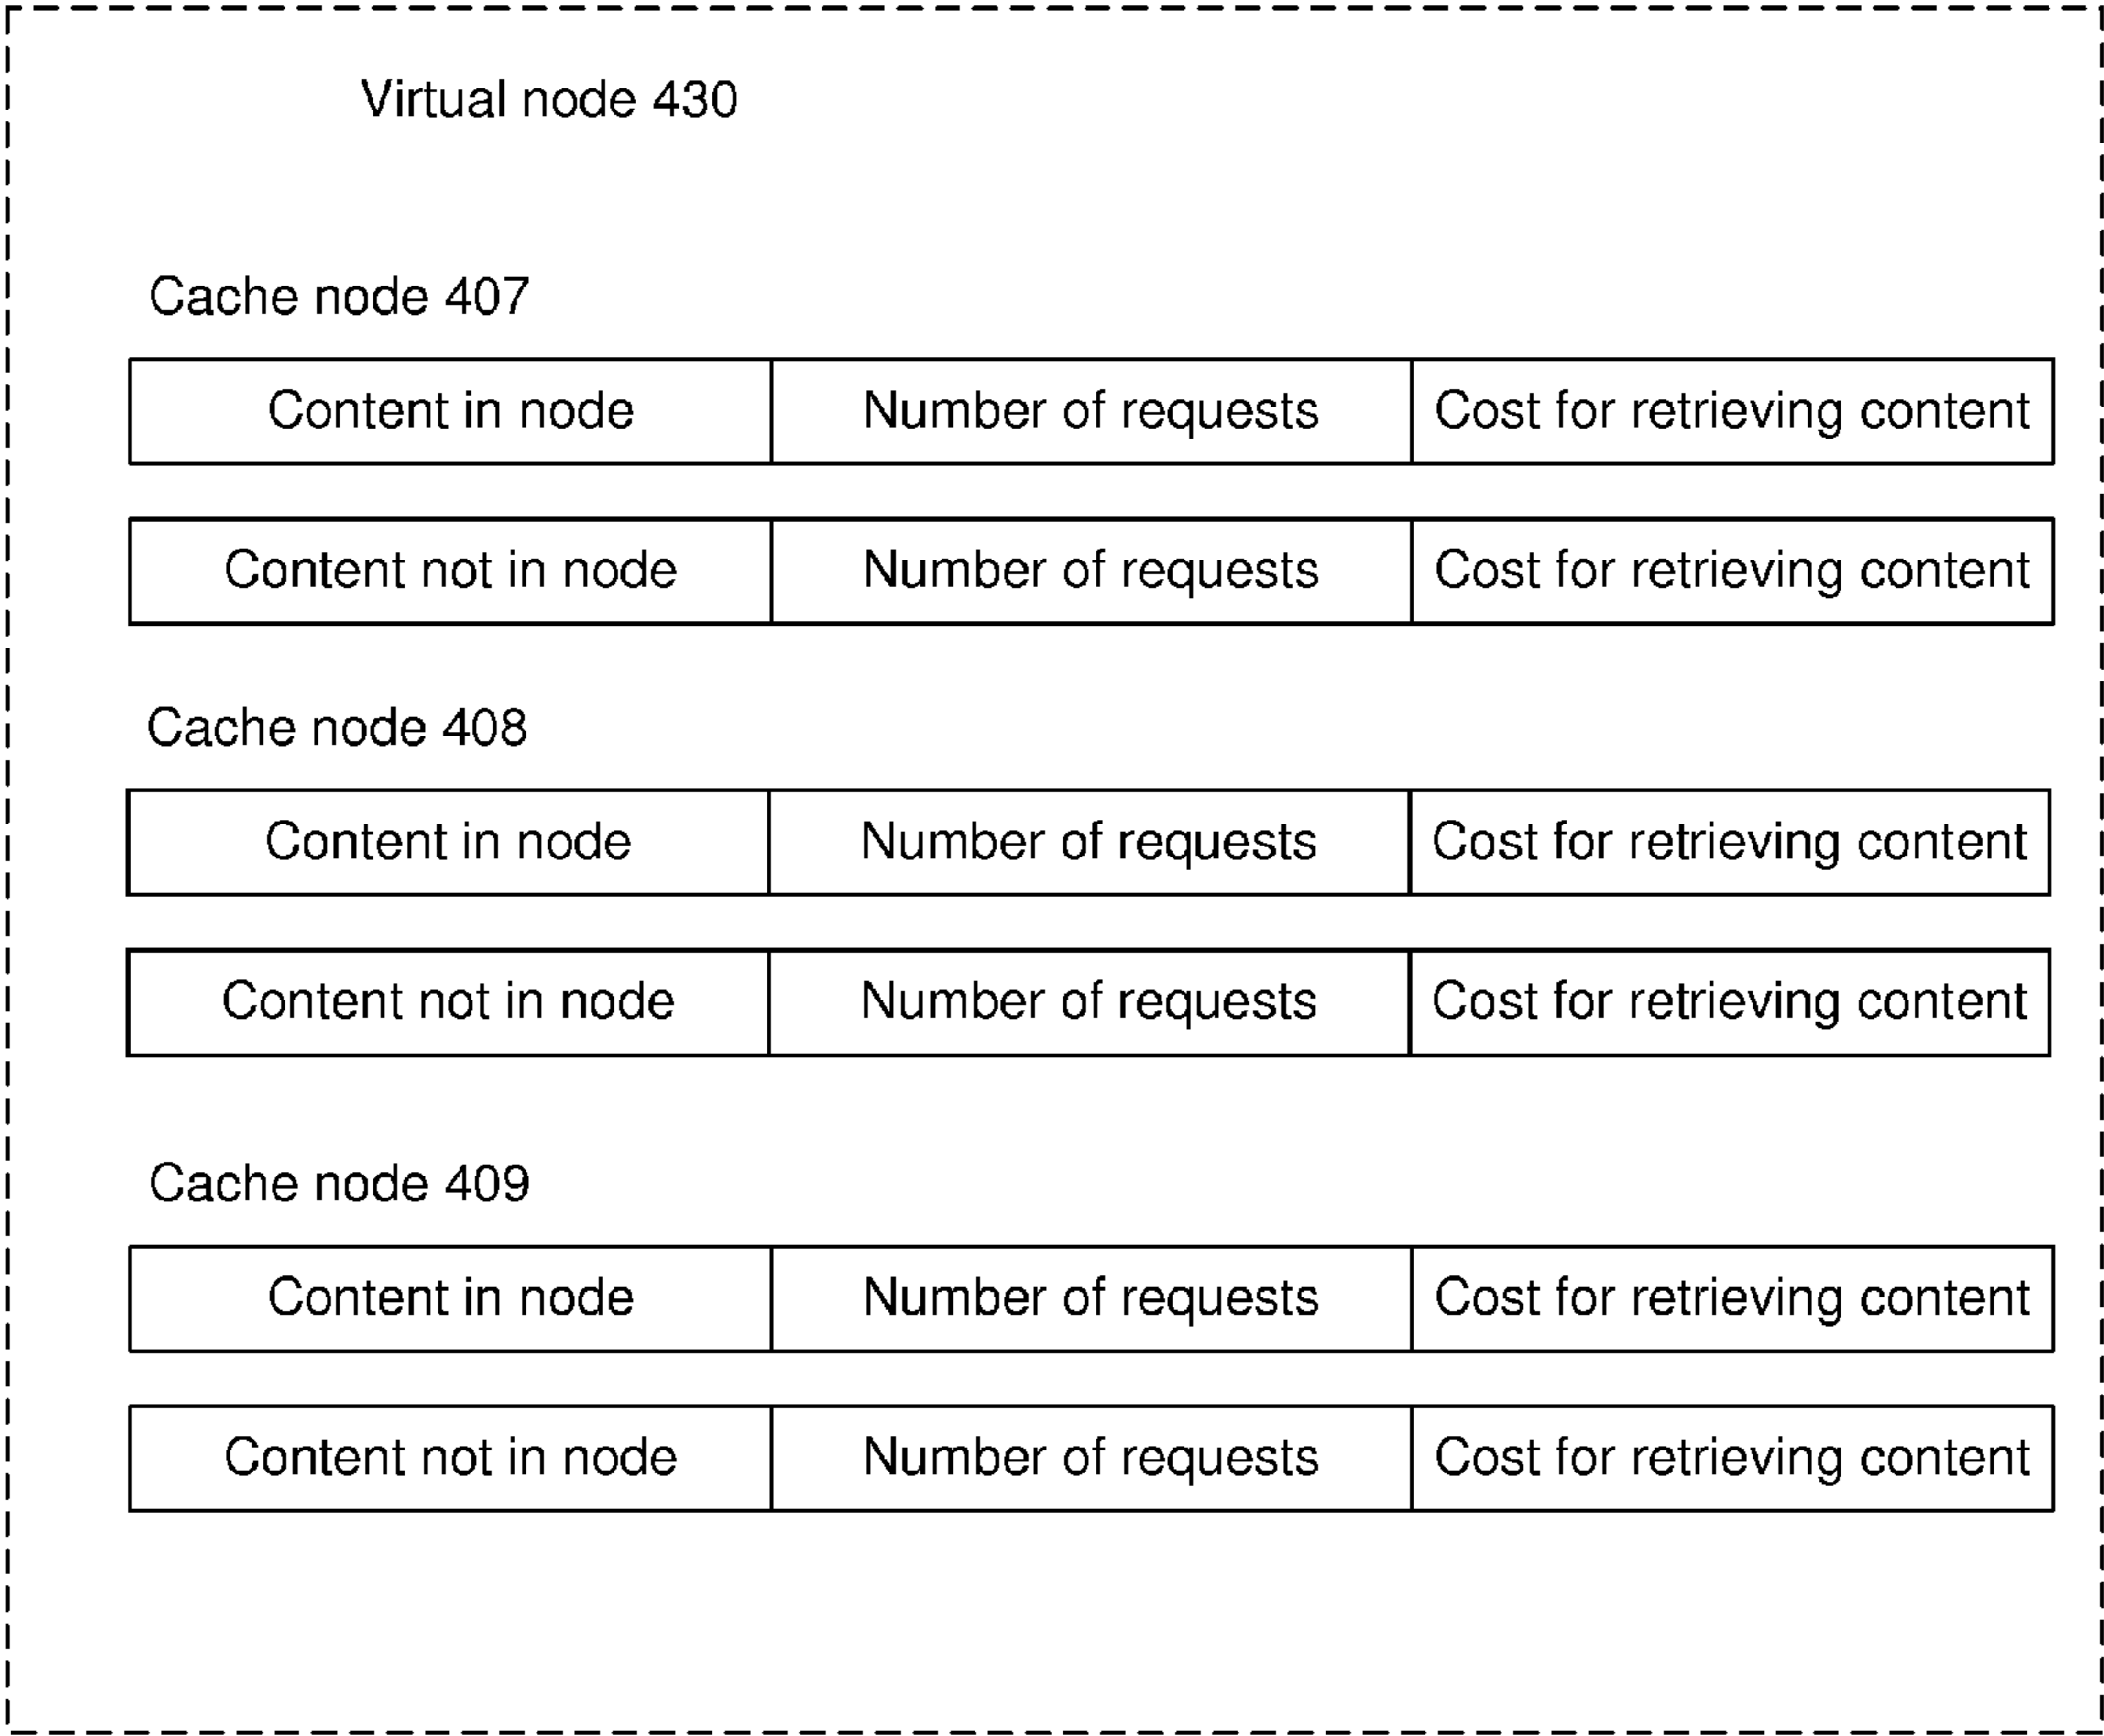 Virtual node 430
Cache node 407
Content in node Number of requests Cost for retrieving content
Content not in node Number of requests Cost for retrieving content
Cache node 408
Content in node Number of requests Cost for retrieving content
Content not in node Number of requests Cost for retrieving content
Cache node 409
Content in node Number of requests Cost for retrieving content
Content not in node Number of requests Cost for retrieving content